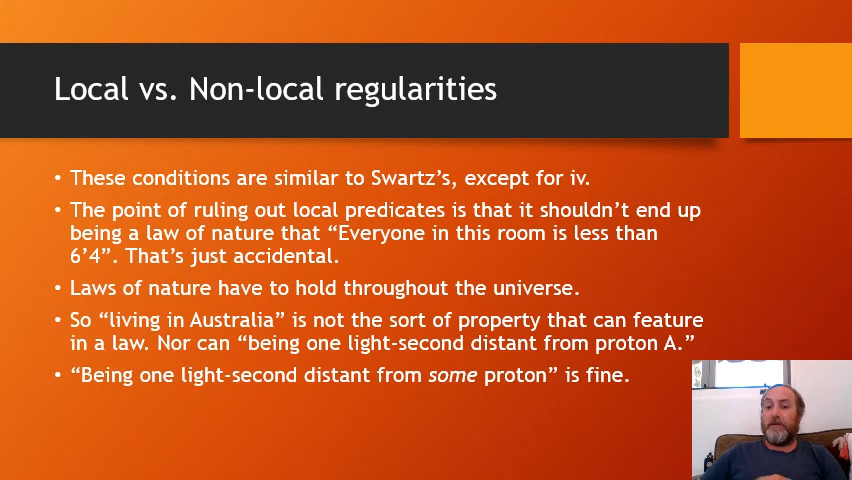 Local vs. Non-local regularities
• These conditions are similar to Swartz’s, except for iv.
• The point of ruling out local predicates is that it shouldn’t end up
being a law of nature that “Everyone in this room is less than
6’4”. That’s just accidental.
• Laws of nature have to hold throughout the universe.
• So “living in Australia” is not the sort of property that can feature
in a law. Nor can “being one light-second distant from proton A.”
• “Being one light-second distant from some proton” is fine.